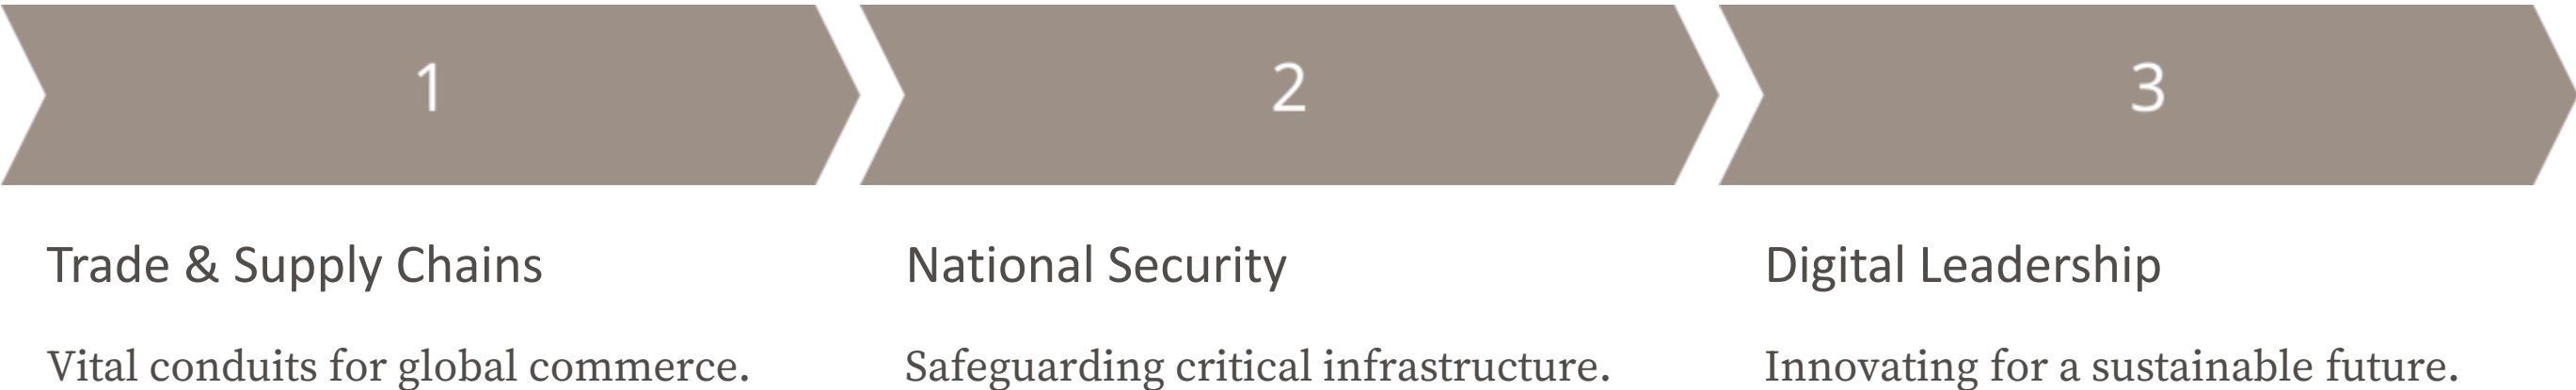 1
2
3
Trade & Supply Chains
National Security
Digital Leadership
Vital conduits for global commerce.
Safeguarding critical infrastructure.
Innovating for a sustainable future.